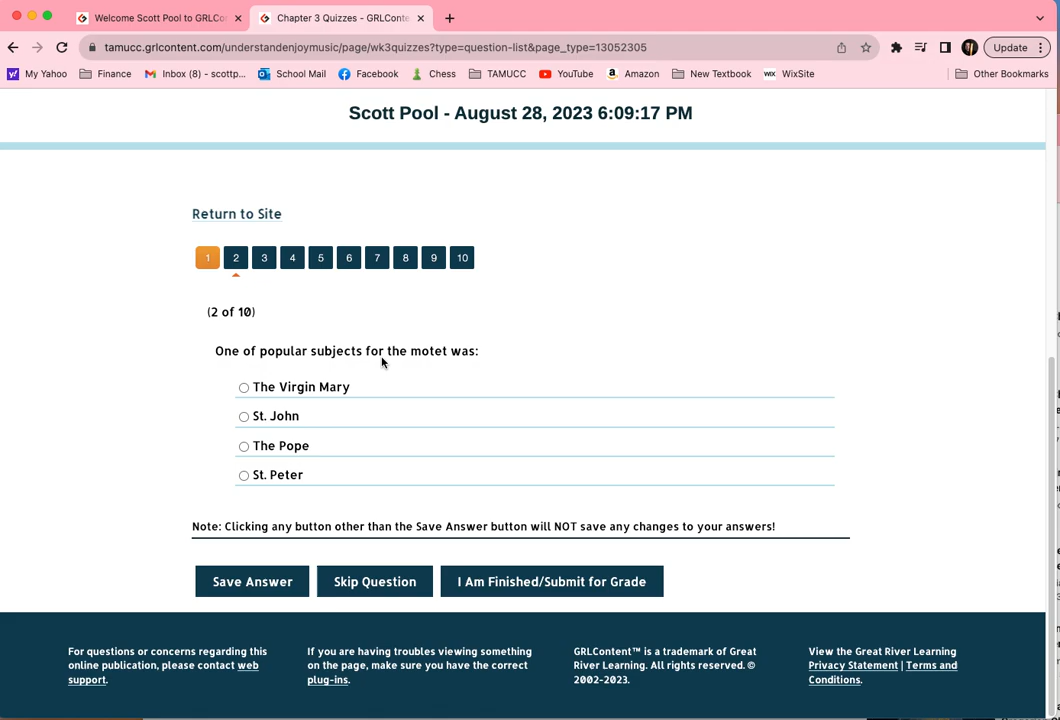 Welcome Scott Pool to GRLCo
Chapter 3 Quizzes - GRLConte
tamucc.grlcontent.com/understandenjoymusic/page/wk3quizzes?type=question-list&page_type=13052305
Update
My Yahoo
Finance
Inbox (8) - scottp...
School Mail
Facebook
Chess
TAMUCC
YouTube
Amazon
New Textbook
WixSite
Other Bookmarks
Scott Pool - August 28, 2023 6:09:17 PM
Return to Site
1 2 3 4 5 6 7 8 9 10
(2 of 10)
One of popular subjects for the motet was:
The Virgin Mary
St. John
The Pope
St. Peter
Note: Clicking any button other than the Save Answer button will NOT save any changes to your answers!
Save Answer
Skip Question
I Am Finished/Submit for Grade
For questions or concerns regarding this
online publication, please contact web
support.
If you are having troubles viewing something
on the page, make sure you have the correct
plug-ins.
GRLContent™ is a trademark of Great
River Learning. All rights reserved. ©
2002-2023.
View the Great River Learning
Privacy Statement | Terms and
Conditions.